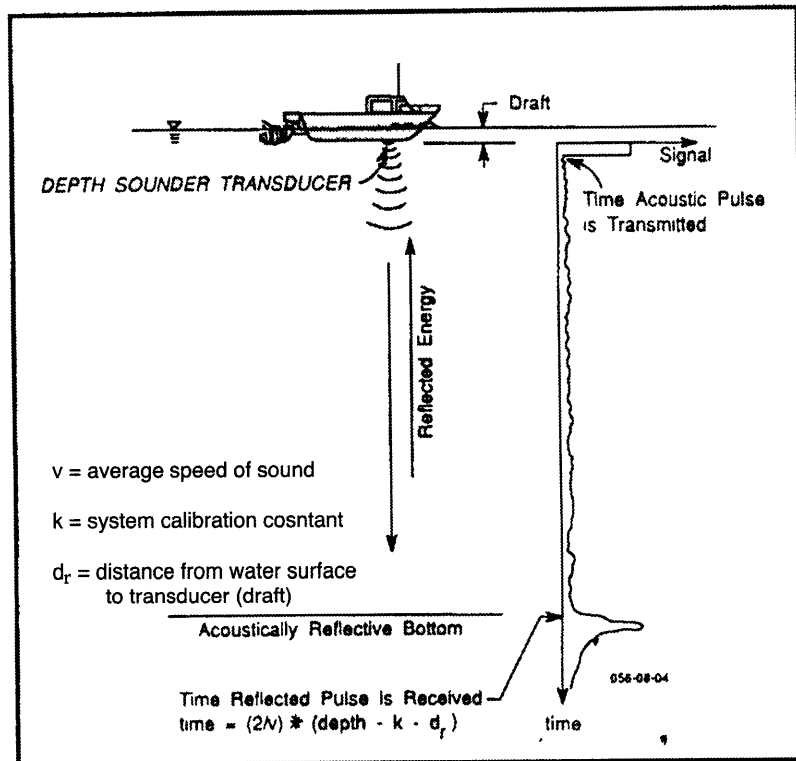 Draft
Signal
DEPTH SOUNDER TRANSDUCER
Time Acoustic Pulse
is Transmitted
Reflected Energy
v = average speed of sound
k = system calibration cosntant
dᵣ = distance from water surface
to transducer (draft)
Acoustically Reflective Bottom
056-08-04
Time Reflected Pulse Is Received
time = (2/v) * (depth - k - dᵣ)
time